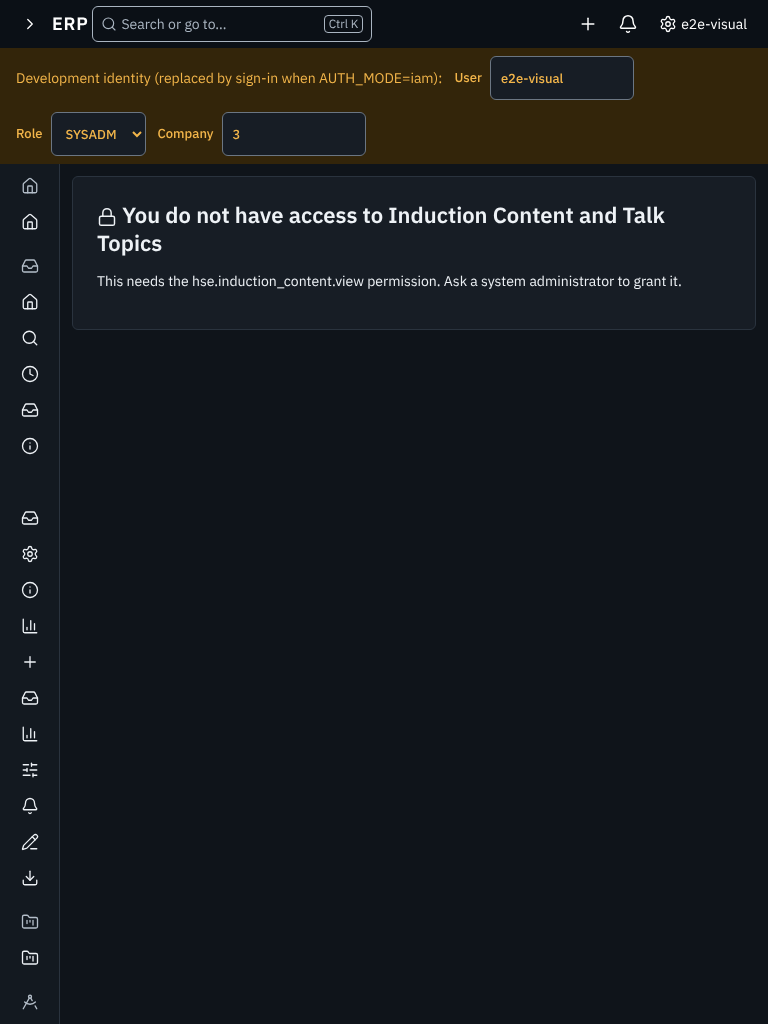 ERP
Search or go to...
Ctrl K
e2e-visual
Development identity (replaced by sign-in when AUTH_MODE=iam):
User
e2e-visual
Role
SYSADM
Company
3
You do not have access to Induction Content and Talk
Topics
This needs the hse.induction_content.view permission. Ask a system administrator to grant it.